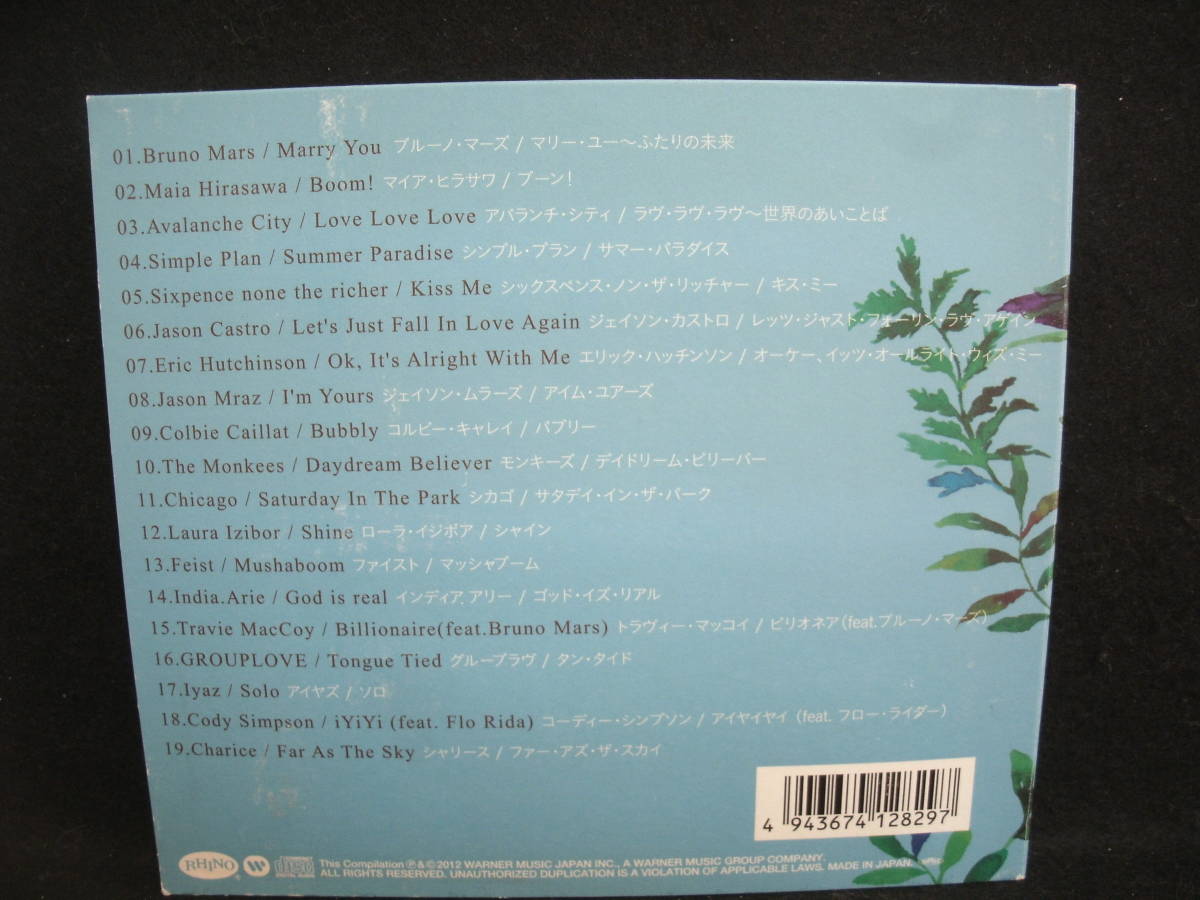 01.Bruno Mars / Marry You ブルーノ・マーズ / マリー・ユー〜ふたりの未来
02.Maia Hirasawa / Boom! マイア・ヒラサワ / ブーン!
03.Avalanche City / Love Love Love アバランチ・シティ / ラヴ・ラヴ・ラヴ〜世界のあいことば
04.Simple Plan / Summer Paradise シンプル・プラン / サマー・パラダイス
05.Sixpence none the richer / Kiss Me シックスペンス・ノン・ザ・リッチャー / キス・ミー
06.Jason Castro / Let's Just Fall In Love Again ジェイソン・カストロ / レッツ・ジャスト・フォーリン・ラヴ・アゲイン
07.Eric Hutchinson / Ok, It's Alright With Me エリック・ハッチンソン / オーケー、イッツ・オールライト・ウィズ・ミー
08.Jason Mraz / I'm Yours ジェイソン・ムラーズ / アイム・ユアーズ
09.Colbie Caillat / Bubbly コルビー・キャレイ / バブリー
10.The Monkees / Daydream Believer モンキーズ / デイドリーム・ビリーバー
11.Chicago / Saturday In The Park シカゴ / サタデイ・イン・ザ・パーク
12.Laura Izibor / Shine ローラ・イジボア / シャイン
13.Feist / Mushaboom ファイスト / マッシャブーム
14.India.Arie / God is real インディア.アリー / ゴッド・イズ・リアル
15.Travie MacCoy / Billionaire(feat.Bruno Mars) トラヴィー・マッコイ / ビリオネア(feat.ブルーノ・マーズ)
16.GROUPLOVE / Tongue Tied グループラヴ / タン・タイド
17.Iyaz / Solo アイヤズ / ソロ
18.Cody Simpson / iYiYi (feat. Flo Rida) コーディー・シンプソン / アイヤイヤイ (feat. フロー・ライダー)
19.Charice / Far As The Sky シャリース / ファー・アズ・ザ・スカイ
4 943674 128297
RHINO
disc
This Compilation Ⓟ&©2012 WARNER MUSIC JAPAN INC., A WARNER MUSIC GROUP COMPANY.
ALL RIGHTS RESERVED. UNAUTHORIZED DUPLICATION IS A VIOLATION OF APPLICABLE LAWS. MADE IN JAPAN.